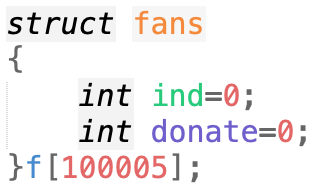 struct fans
{
    int ind=0;
    int donate=0;
}f[100005];